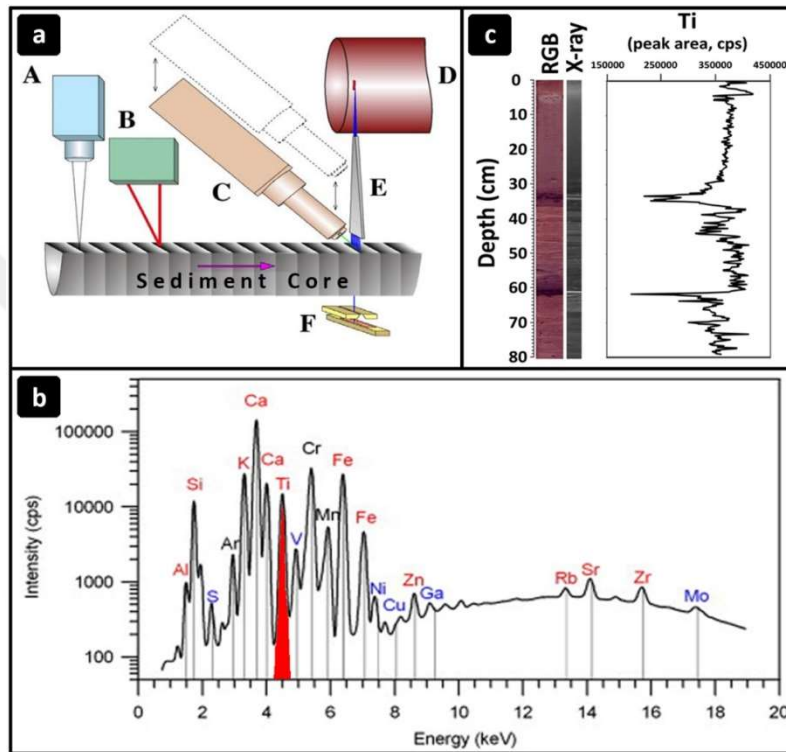 a
A
B
C
D
E
Sediment Core
F
c
RGB
X-ray
Ti
(peak area, cps)
150000 250000 350000 450000
Depth (cm)
0
10
20
30
40
50
60
70
80
b
Intensity (cps)
100000
10000
1000
100
Al
Si
S
Ar
K
Ca
Ca
Ti
V
Cr
Mn
Fe
Fe
Ni
Cu
Zn
Ga
Rb
Sr
Zr
Mo
0 2 4 6 8 10 12 14 16 18 20
Energy (keV)